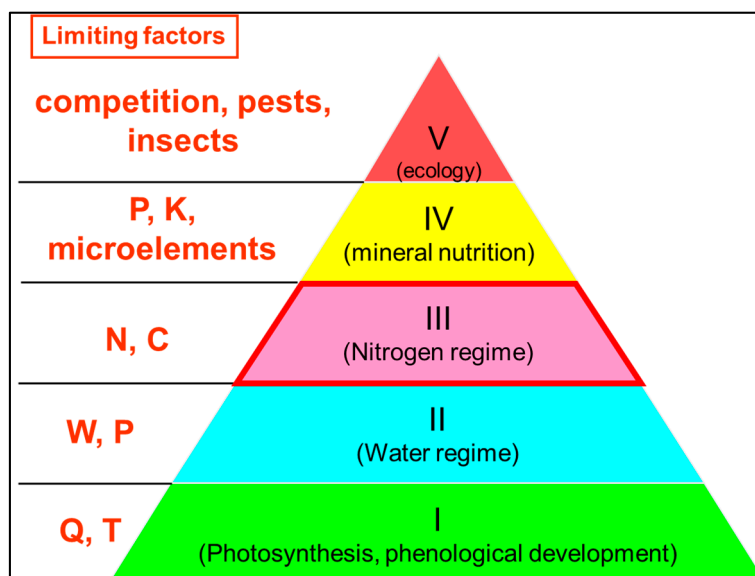 Limiting factors
competition, pests,
insects
V
(ecology)
P, K,
microelements
IV
(mineral nutrition)
N, C
III
(Nitrogen regime)
W, P
II
(Water regime)
Q, T
I
(Photosynthesis, phenological development)